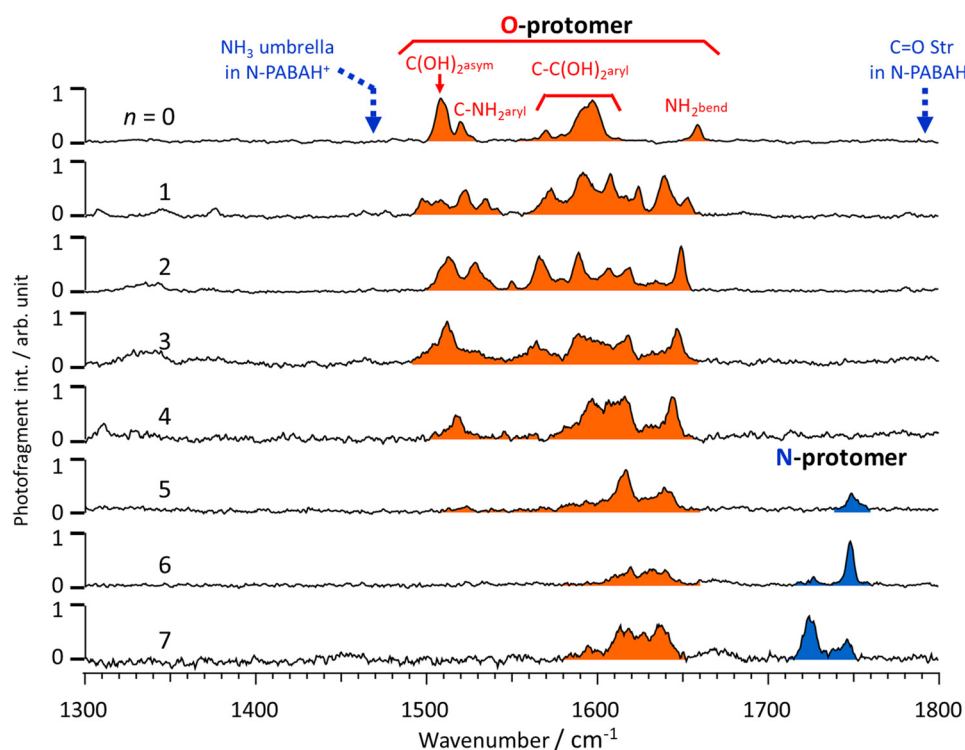 O-protomer
NH3 umbrella
in N-PABAH+
C(OH)2asym
C-C(OH)2aryl
C-NH2aryl
NH2bend
C=O Str
in N-PABAH
1
0
n = 0
1
0
1
1
0
2
1
0
3
1
0
4
N-protomer
1
0
5
1
0
6
1
0
7
Photofragment int. / arb. unit
1300
1400
1500
1600
1700
1800
Wavenumber / cm-1